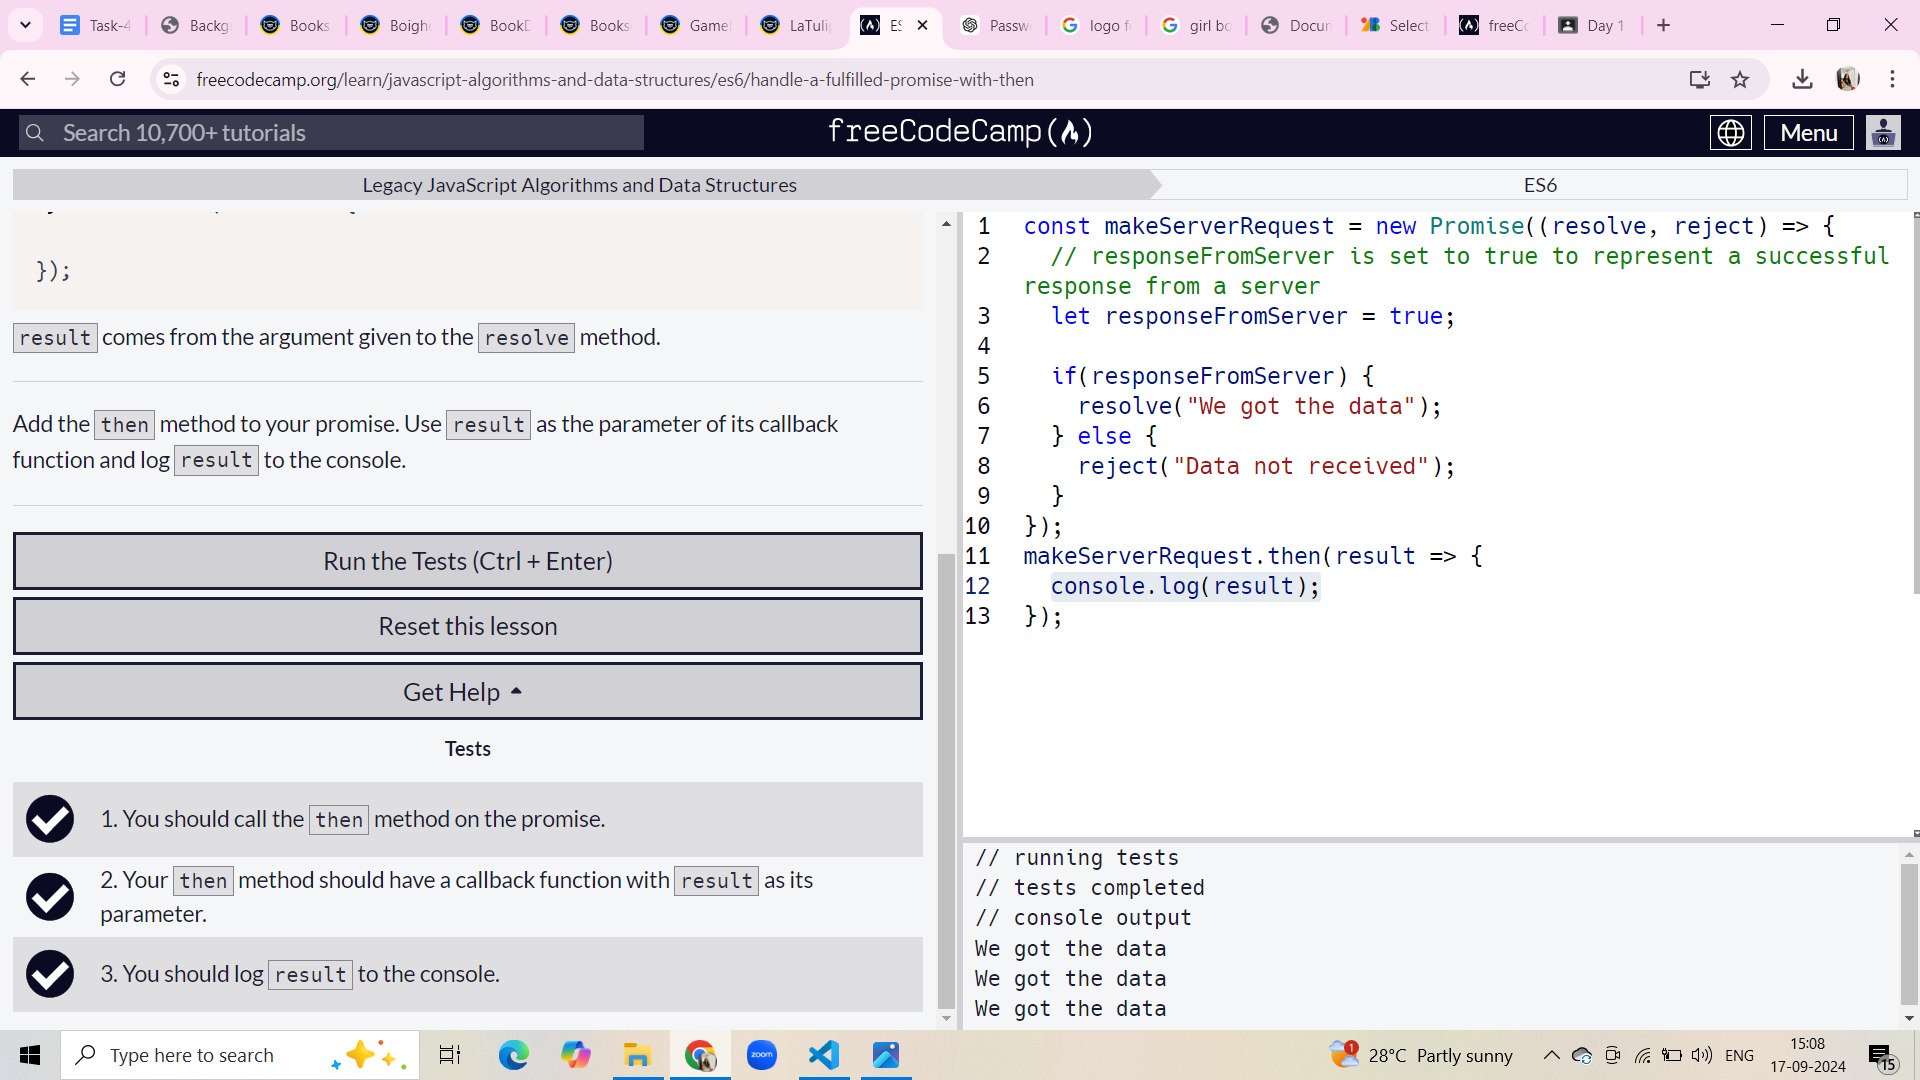 Task-4
Backg
Books
Boigh
BookD
Books
Game
LaTulip
ES
Passw
logo f
girl bo
Docun
Select
freeCo
Day 1
freecodecamp.org/learn/javascript-algorithms-and-data-structures/es6/handle-a-fulfilled-promise-with-then
Search 10,700+ tutorials
freeCodeCamp
Menu
Legacy JavaScript Algorithms and Data Structures
ES6
});
result comes from the argument given to the resolve method.
Add the then method to your promise. Use result as the parameter of its callback
function and log result to the console.
Run the Tests (Ctrl + Enter)
Reset this lesson
Get Help
Tests
1. You should call the then method on the promise.
2. Your then method should have a callback function with result as its
parameter.
3. You should log result to the console.
1 const makeServerRequest = new Promise((resolve, reject) => {
2 // responseFromServer is set to true to represent a successful
response from a server
3 let responseFromServer = true;
4
5 if(responseFromServer) {
6 resolve("We got the data");
7 } else {
8 reject("Data not received");
9 }
10 });
11 makeServerRequest.then(result => {
12 console.log(result);
13 });
// running tests
// tests completed
// console output
We got the data
We got the data
We got the data
Type here to search
zoom
1
28°C Partly sunny
ENG
15:08
17-09-2024
15